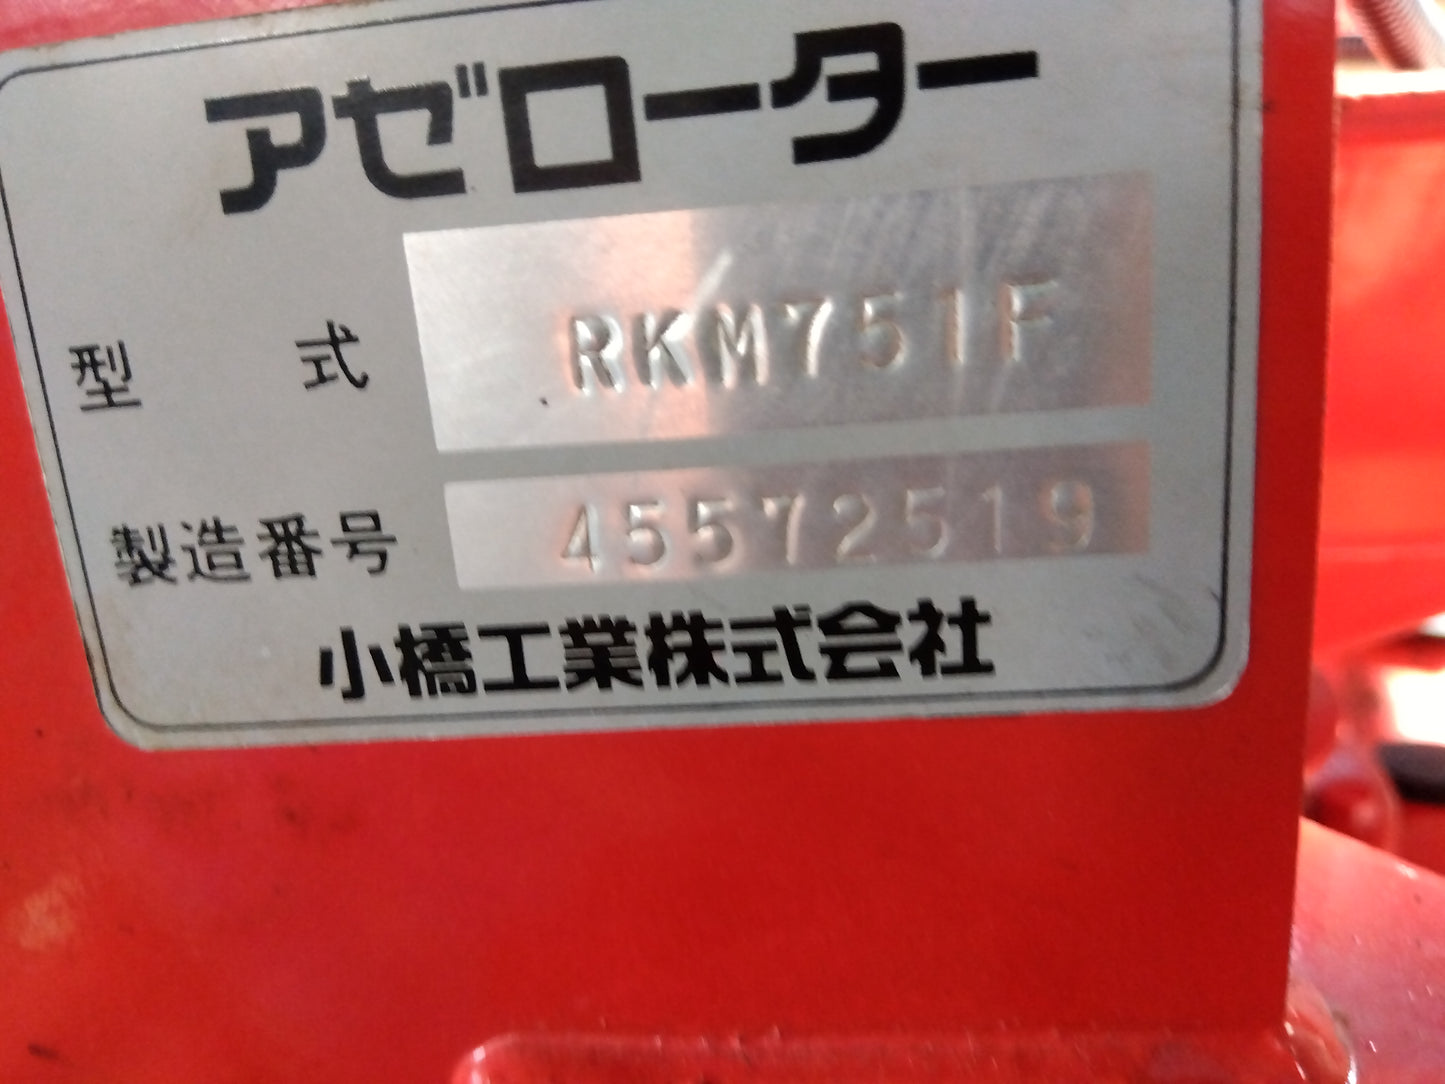 アゼローター
型式 RKM751F
製造番号 45572519
小橋工業株式会社